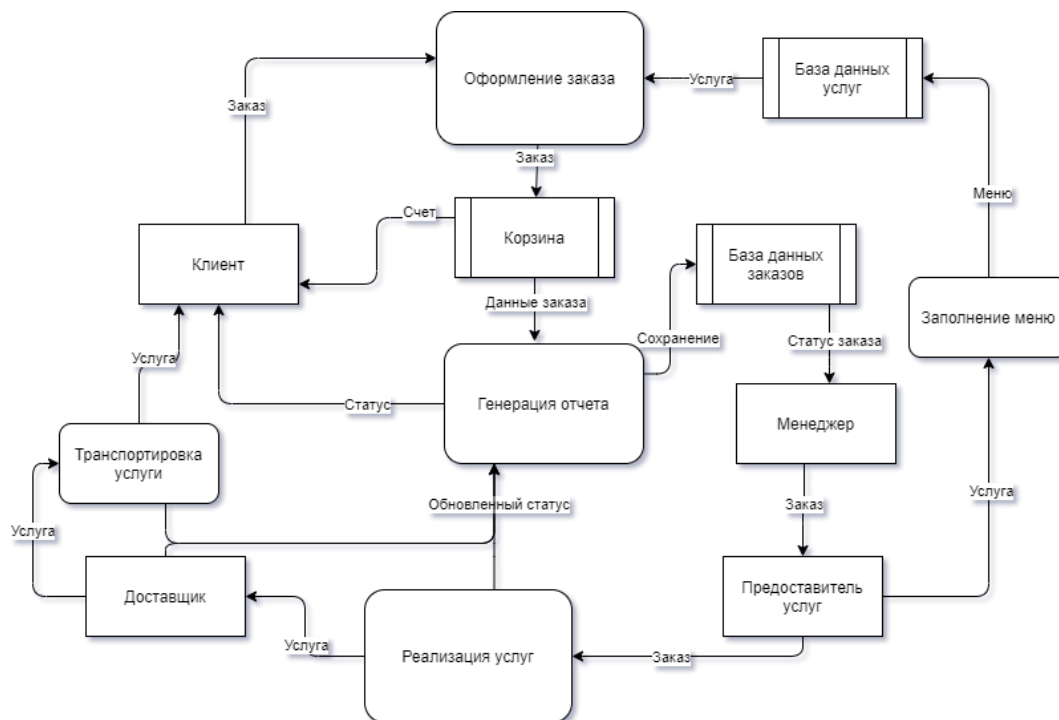 Оформление заказа
База данных
услуг
Услуга
Заказ
Заказ
Меню
Счет
Корзина
База данных
заказов
Клиент
Данные заказа
Заполнение меню
Сохранение
Статус заказа
Услуга
Статус
Генерация отчета
Менеджер
Транспортировка
услуги
Обновленный статус
Заказ
Услуга
Услуга
Доставщик
Предоставитель
услуг
Услуга
Реализация услуг
Заказ